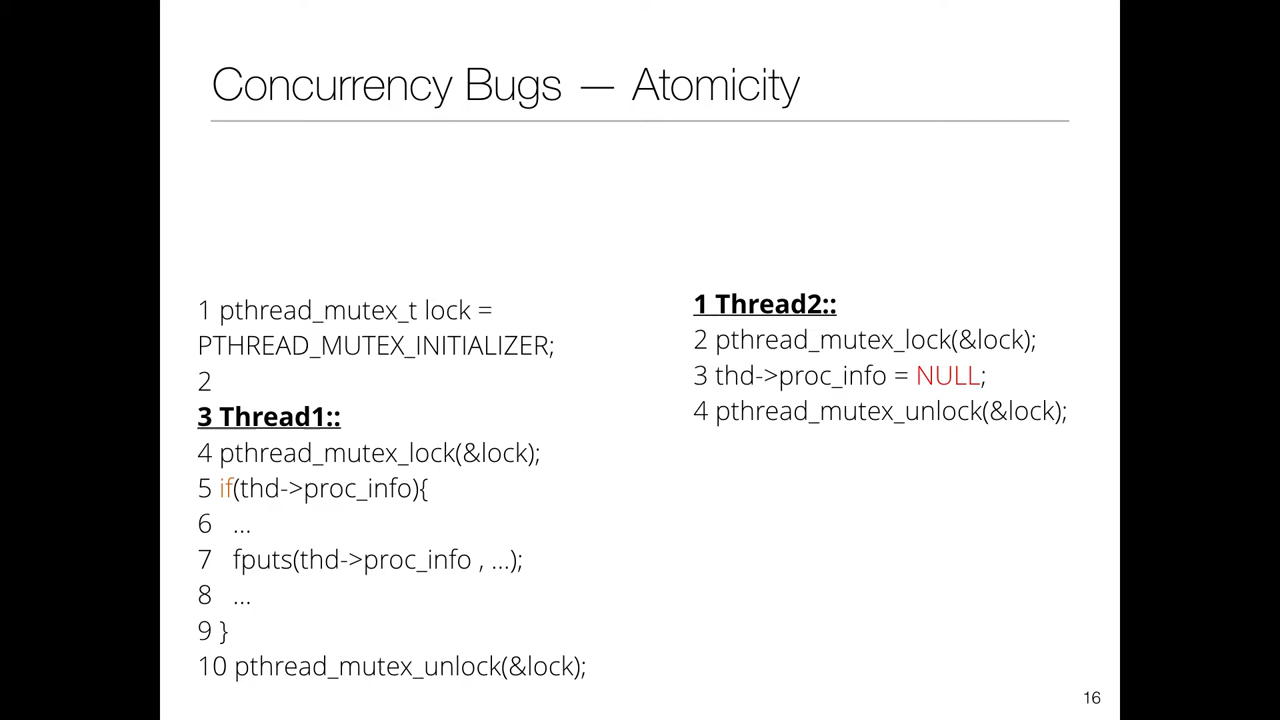 Concurrency Bugs — Atomicity
1 pthread_mutex_t lock =
PTHREAD_MUTEX_INITIALIZER;
2
3 Thread1::
4 pthread_mutex_lock(&lock);
5 if(thd->proc_info){
6 ...
7 fputs(thd->proc_info , ...);
8 ...
9 }
10 pthread_mutex_unlock(&lock);
1 Thread2::
2 pthread_mutex_lock(&lock);
3 thd->proc_info = NULL;
4 pthread_mutex_unlock(&lock);
16